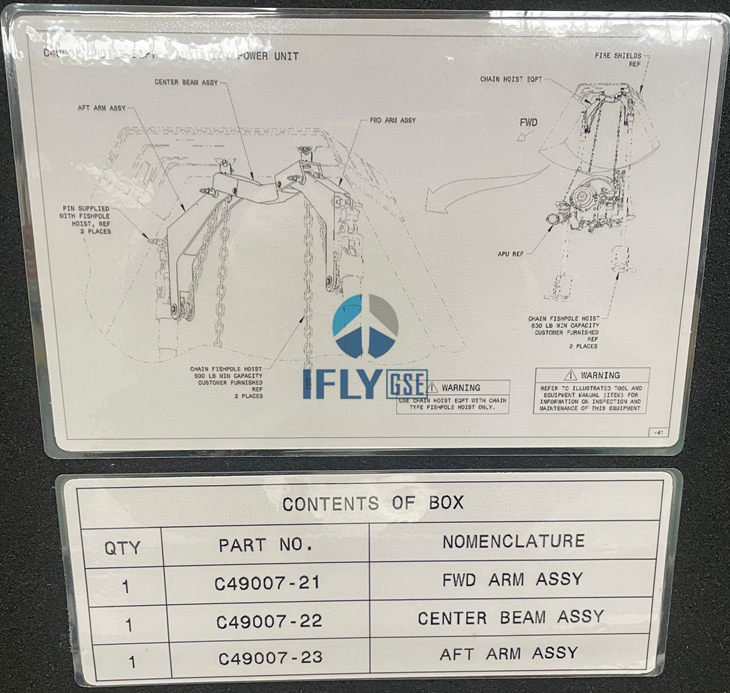 POWER UNIT
CENTER BEAM ASSY
AFT ARM ASSY
FWD ARM ASSY
PIN SUPPLIED
WITH FISHPOLE
HOIST, REF
2 PLACES
CHAIN FISHPOLE HOIST
500 LB MIN CAPACITY
CUSTOMER FURNISHED
REF
2 PLACES
WARNING
USE CHAIN HOIST EQPT WITH CHAIN
TYPE FISHPOLE HOIST ONLY.
FIRE SHIELDS
REF
CHAIN HOIST EQPT
FWD
APU REF
CHAIN FISHPOLE HOIST
LB MIN CAPACITY
CUSTOMER FURNISHED
REF
2 PLACES
WARNING
REFER TO ILLUSTRATED TOOL AND
EQUIPMENT MANUAL (ITEM) FOR
INFORMATION ON INSPECTION AND
MAINTENANCE OF THIS EQUIPMENT
IFLY GSE
CONTENTS OF BOX
QTY PART NO. NOMENCLATURE
1 C49007-21 FWD ARM ASSY
1 C49007-22 CENTER BEAM ASSY
1 C49007-23 AFT ARM ASSY